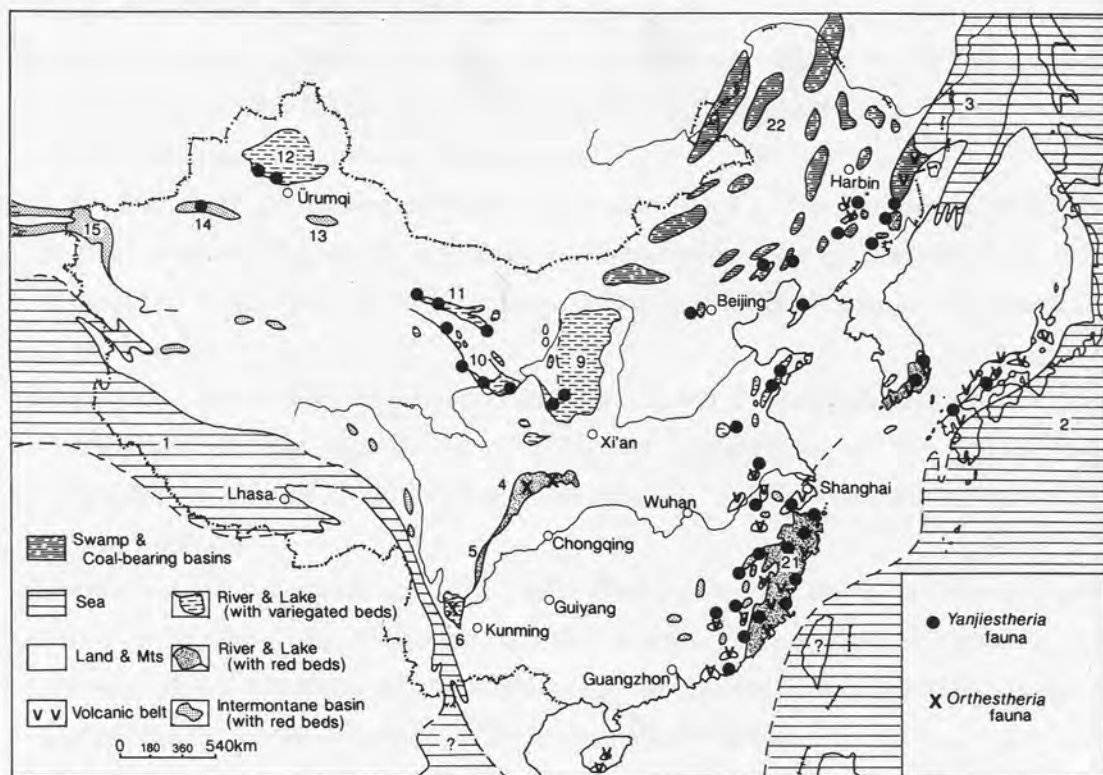 3
22
12
Harbin
Ürumqi
14
13
15
11
Beijing
10
9
2
1
Xi'an
4
Lhasa
Wuhan
Shanghai
Swamp &
Coal-bearing basins
5
Chongqing
21
Sea
River & Lake
(with variegated beds)
Guiyang
?
Yanjiestheria
fauna
6
Kunming
Land & Mts
River & Lake
(with red beds)
Guangzhon
Orthestheria
fauna
Volcanic belt
Intermontane basin
(with red beds)
?
0 180 360 540km